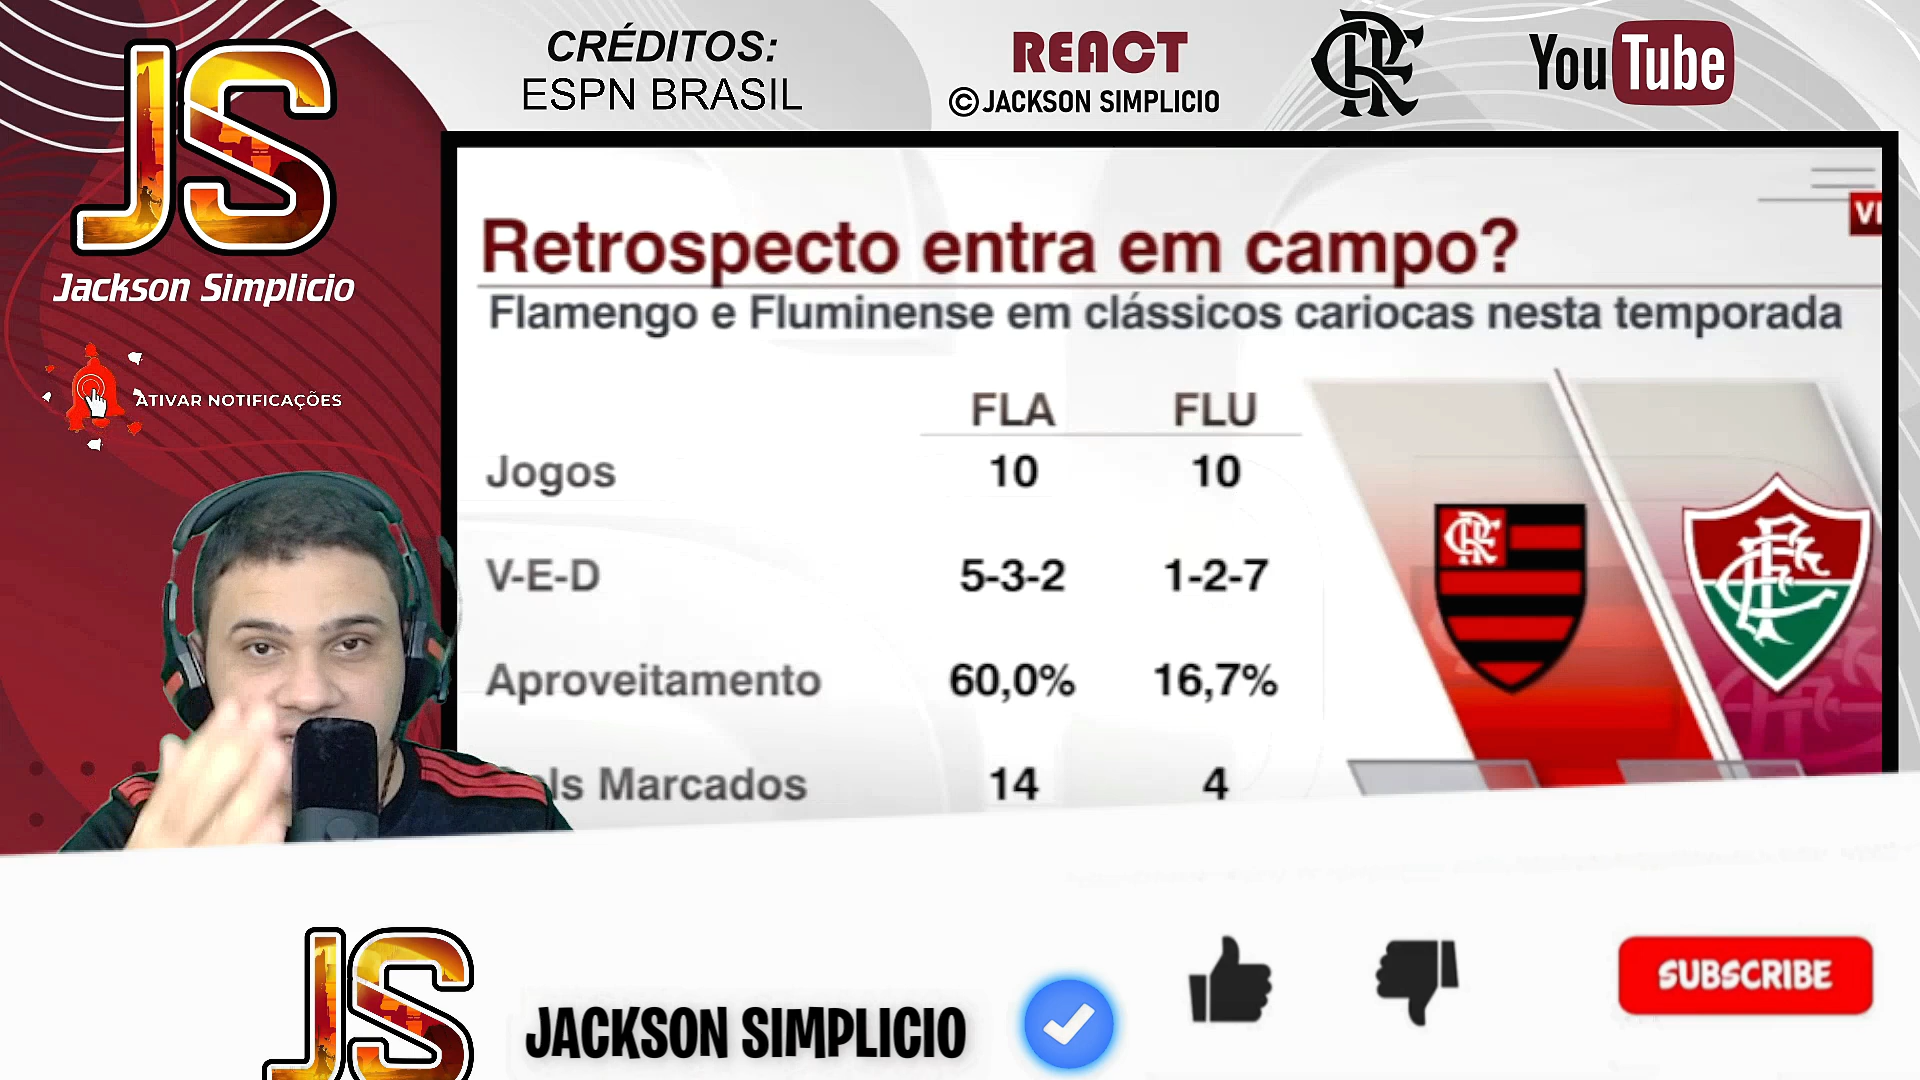 JS
Jackson Simplicio
ATIVAR NOTIFICAÇÕES
CRÉDITOS:
ESPN BRASIL
REACT
©JACKSON SIMPLICIO
CRF
YouTube
Retrospecto entra em campo?
Flamengo e Fluminense em clássicos cariocas nesta temporada
FLA FLU
Jogos 10 10
V-E-D 5-3-2 1-2-7
Aproveitamento 60,0% 16,7%
Marcados 14 4
JS
JACKSON SIMPLICIO
SUBSCRIBE